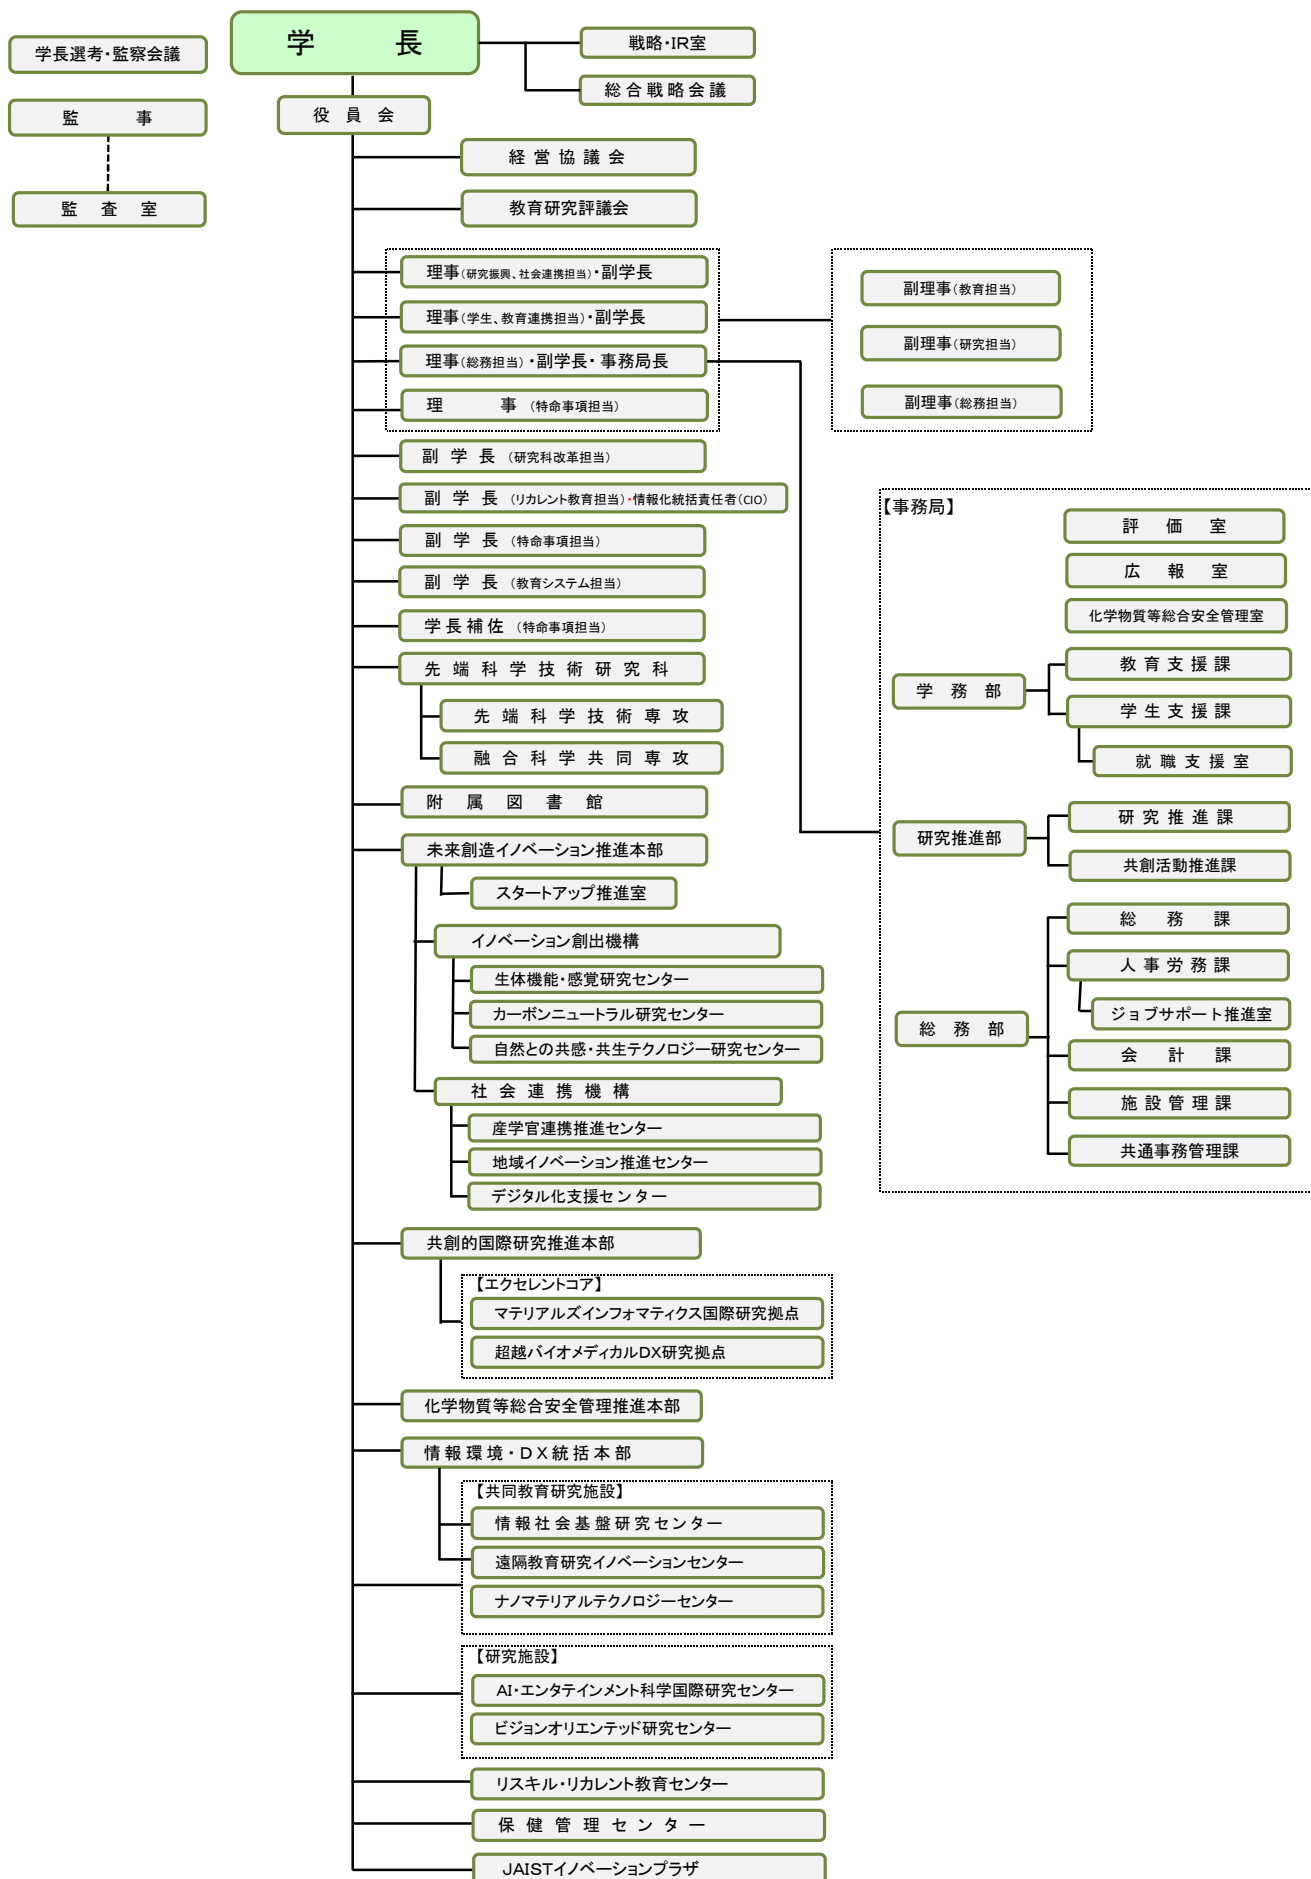 学長
学長選考・監察会議
戦略・IR室
総合戦略会議
監事
役員会
監査室
経営協議会
教育研究評議会
理事(研究振興、社会連携担当)・副学長
理事(学生、教育連携担当)・副学長
理事(総務担当)・副学長・事務局長
理事(特命事項担当)
副理事(教育担当)
副理事(研究担当)
副理事(総務担当)
副学長(研究科改革担当)
副学長(リカレント教育担当)・情報化統括責任者(CIO)
副学長(特命事項担当)
副学長(教育システム担当)
学長補佐(特命事項担当)
先端科学技術研究科
先端科学技術専攻
融合科学共同専攻
附属図書館
未来創造イノベーション推進本部
スタートアップ推進室
イノベーション創出機構
生体機能・感覚研究センター
カーボンニュートラル研究センター
自然との共感・共生テクノロジー研究センター
社会連携機構
産学官連携推進センター
地域イノベーション推進センター
デジタル化支援センター
共創的国際研究推進本部
【エクセレントコア】
マテリアルズインフォマティクス国際研究拠点
超越バイオメディカルDX研究拠点
化学物質等総合安全管理推進本部
情報環境・DX統括本部
【共同教育研究施設】
情報社会基盤研究センター
遠隔教育研究イノベーションセンター
ナノマテリアルテクノロジーセンター
【研究施設】
AI・エンタテインメント科学国際研究センター
ビジョンオリエンテッド研究センター
リスキル・リカレント教育センター
保健管理センター
JAISTイノベーションプラザ
【事務局】
評価室
広報室
化学物質等総合安全管理室
学務部
教育支援課
学生支援課
就職支援室
研究推進部
研究推進課
共創活動推進課
総務部
総務課
人事労務課
ジョブサポート推進室
会計課
施設管理課
共通事務管理課